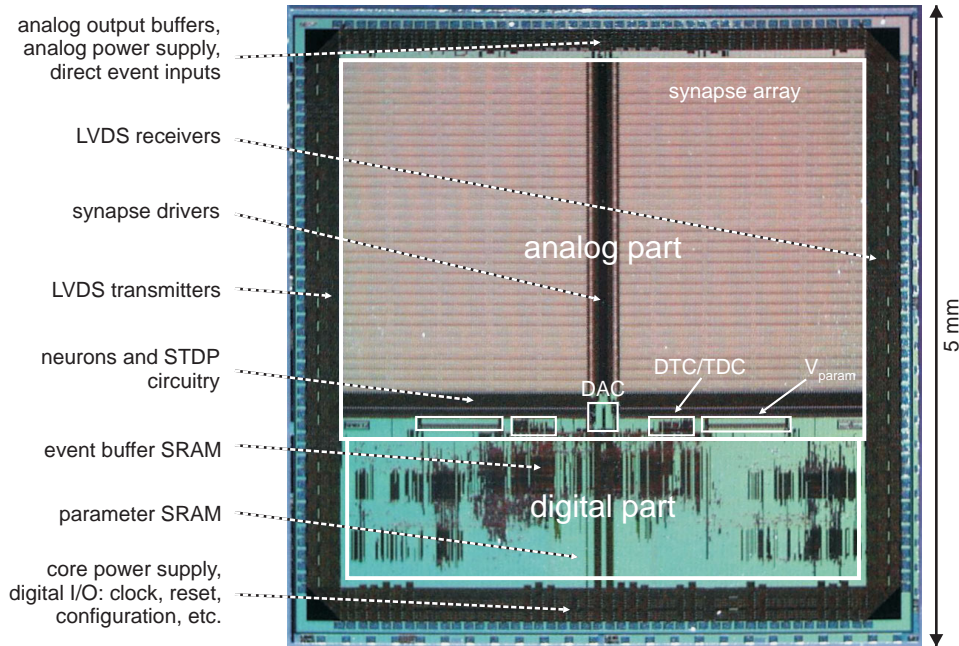 analog output buffers,
analog power supply,
direct event inputs
LVDS receivers
synapse drivers
LVDS transmitters
neurons and STDP
circuitry
event buffer SRAM
parameter SRAM
core power supply,
digital I/O: clock, reset,
configuration, etc.
synapse array
analog part
DAC
DTC/TDC
V_param
digital part
5 mm